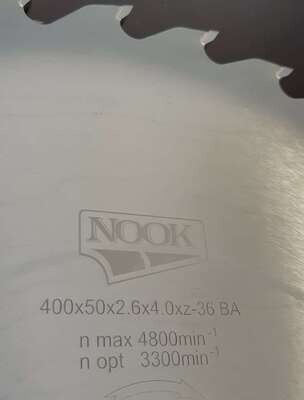 NOOK
400x50x2.6x4.0xz-36 BA
n max 4800min⁻¹
n opt 3300min⁻¹